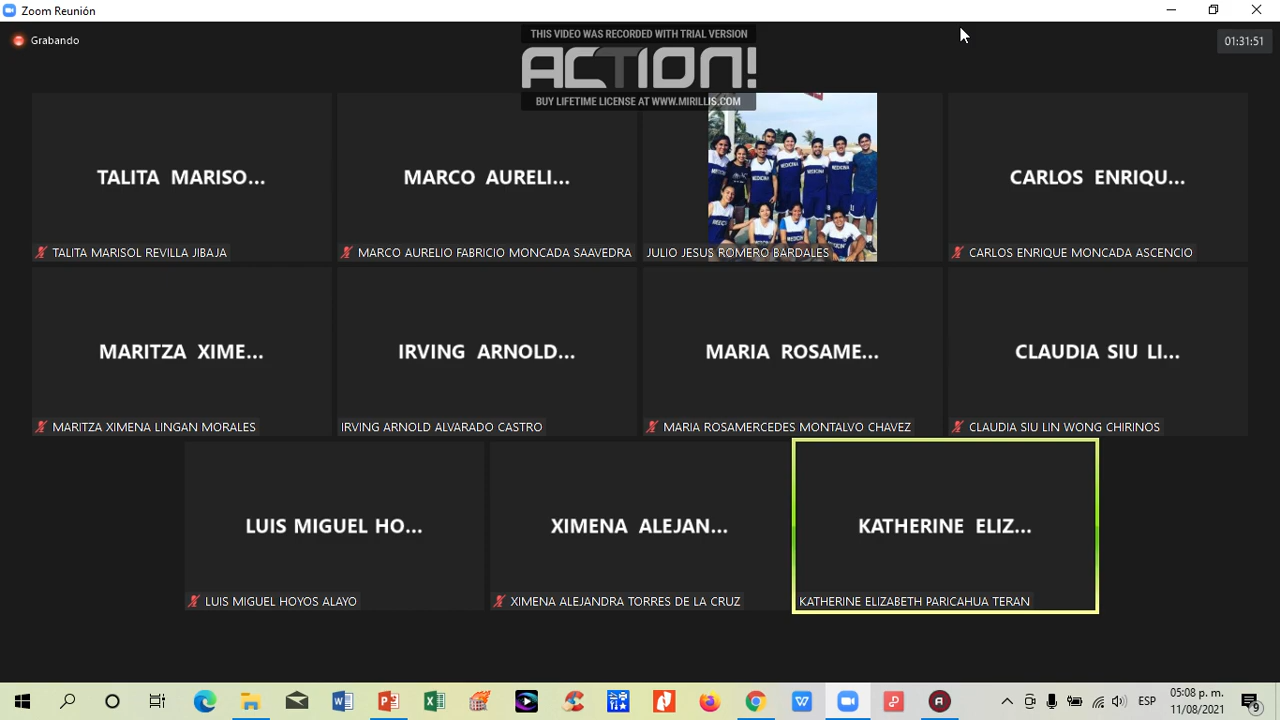 Zoom Reunión
Grabando
THIS VIDEO WAS RECORDED WITH TRIAL VERSION
ACTION!
BUY LIFETIME LICENSE AT WWW.MIRILLIS.COM
01:31:51
TALITA MARISO...
TALITA MARISOL REVILLA JIBAJA
MARCO AURELI...
MARCO AURELIO FABRICIO MONCADA SAAVEDRA
MEDICINA
JULIO JESUS ROMERO BARDALES
CARLOS ENRIQU...
CARLOS ENRIQUE MONCADA ASCENCIO
MARITZA XIME...
MARITZA XIMENA LINGAN MORALES
IRVING ARNOLD...
IRVING ARNOLD ALVARADO CASTRO
MARIA ROSAME...
MARIA ROSAMERCEDES MONTALVO CHAVEZ
CLAUDIA SIU LI...
CLAUDIA SIU LIN WONG CHIRINOS
LUIS MIGUEL HO...
LUIS MIGUEL HOYOS ALAYO
XIMENA ALEJAN...
XIMENA ALEJANDRA TORRES DE LA CRUZ
KATHERINE ELIZ...
KATHERINE ELIZABETH PARICAHUA TERAN
ESP
05:08 p. m.
11/08/2021
9